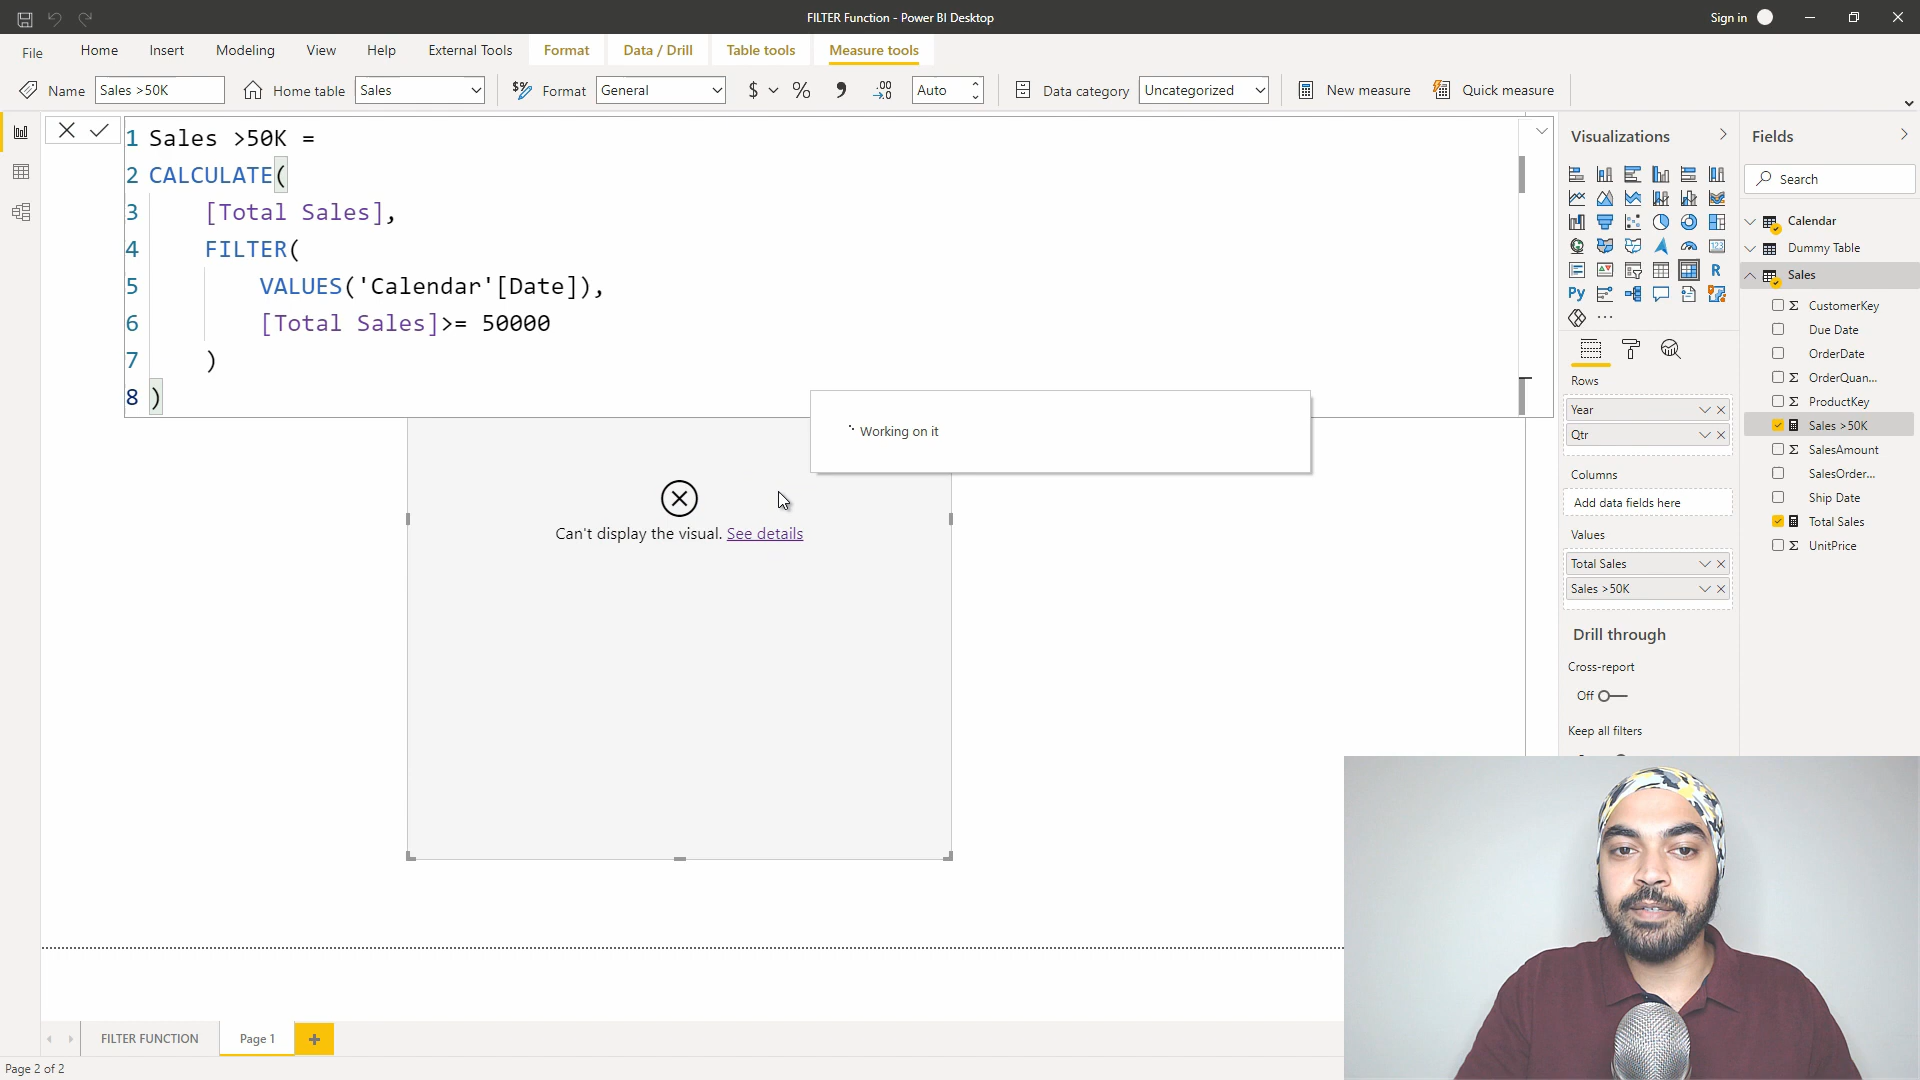 FILTER Function - Power BI Desktop
Sign in
File Home Insert Modeling View Help External Tools Format Data / Drill Table tools Measure tools
Name Sales >50K Home table Sales Format General $ % Auto Data category Uncategorized New measure Quick measure
1 Sales >50K =
2 CALCULATE(
3 [Total Sales],
4 FILTER(
5 VALUES('Calendar'[Date]),
6 [Total Sales]>= 50000
7 )
8 )
Working on it
Can't display the visual. See details
Visualizations
R
Py
123
Rows
Year
Qtr
Columns
Add data fields here
Values
Total Sales
Sales >50K
Drill through
Cross-report
Off
Keep all filters
Fields
Search
Calendar
Dummy Table
Sales
CustomerKey
Due Date
OrderDate
OrderQuan...
ProductKey
Sales >50K
SalesAmount
SalesOrder...
Ship Date
Total Sales
UnitPrice
FILTER FUNCTION Page 1
Page 2 of 2